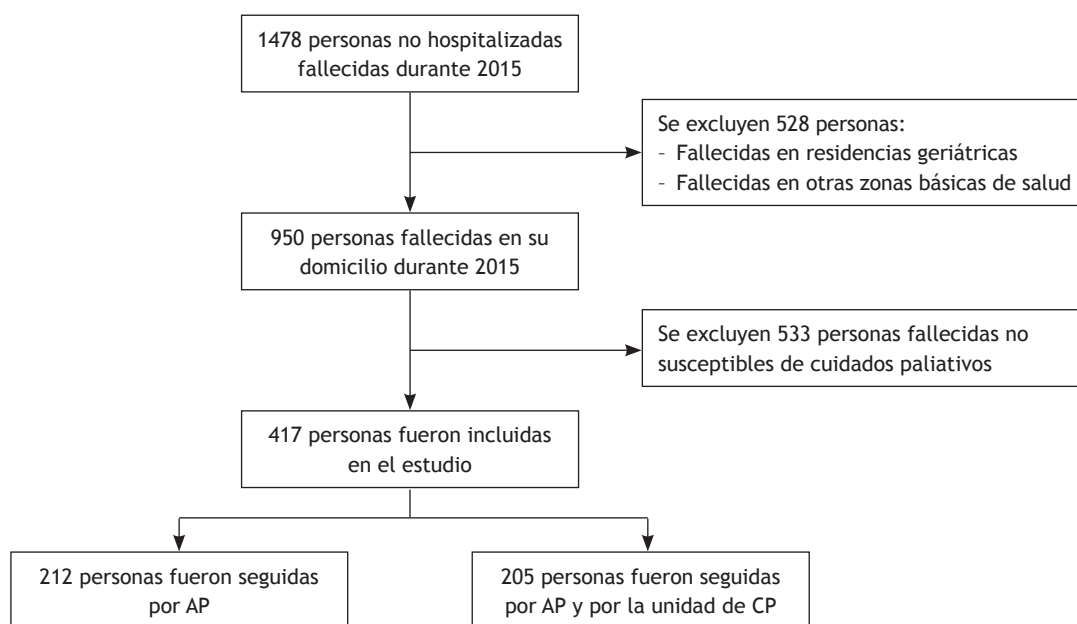 1478 personas no hospitalizadas
fallecidas durante 2015
Se excluyen 528 personas:
- Fallecidas en residencias geriátricas
- Fallecidas en otras zonas básicas de salud
950 personas fallecidas en su
domicilio durante 2015
Se excluyen 533 personas fallecidas no
susceptibles de cuidados paliativos
417 personas fueron incluidas
en el estudio
212 personas fueron seguidas
por AP
205 personas fueron seguidas
por AP y por la unidad de CP